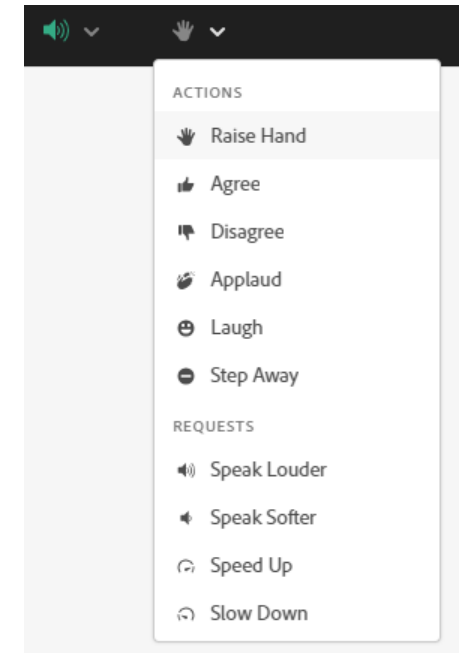 ACTIONS
Raise Hand
Agree
Disagree
Applaud
Laugh
Step Away
REQUESTS
Speak Louder
Speak Softer
Speed Up
Slow Down